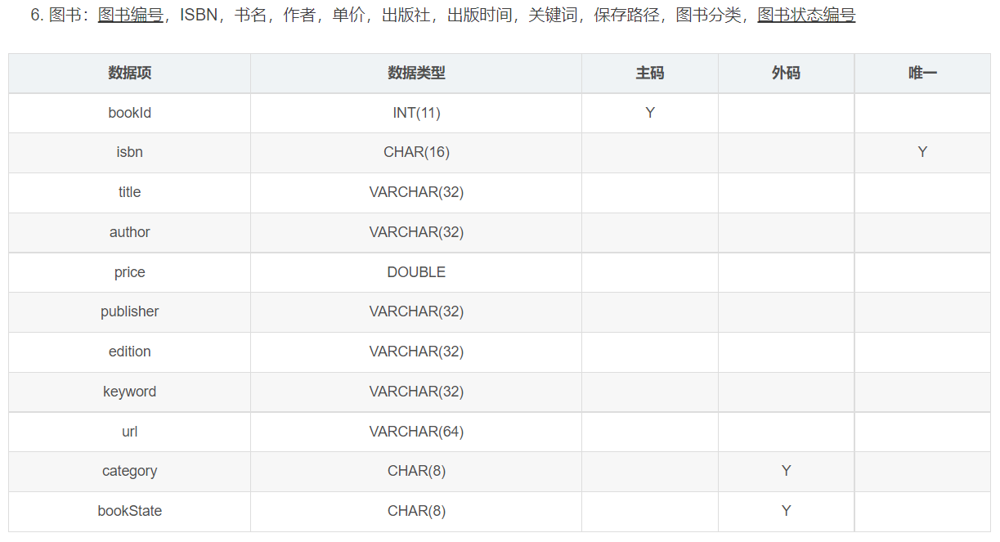 6. 图书：图书编号，ISBN，书名，作者，单价，出版社，出版时间，关键词，保存路径，图书分类，图书状态编号
数据项 数据类型 主码 外码 唯一
bookId INT(11) Y
isbn CHAR(16) Y
title VARCHAR(32)
author VARCHAR(32)
price DOUBLE
publisher VARCHAR(32)
edition VARCHAR(32)
keyword VARCHAR(32)
url VARCHAR(64)
category CHAR(8) Y
bookState CHAR(8) Y